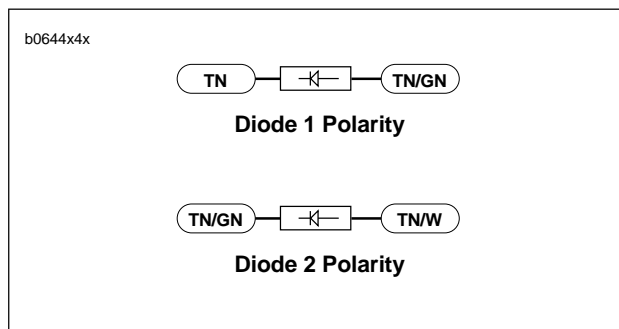 b0644x4x
TN TN/GN
Diode 1 Polarity
TN/GN TN/W
Diode 2 Polarity